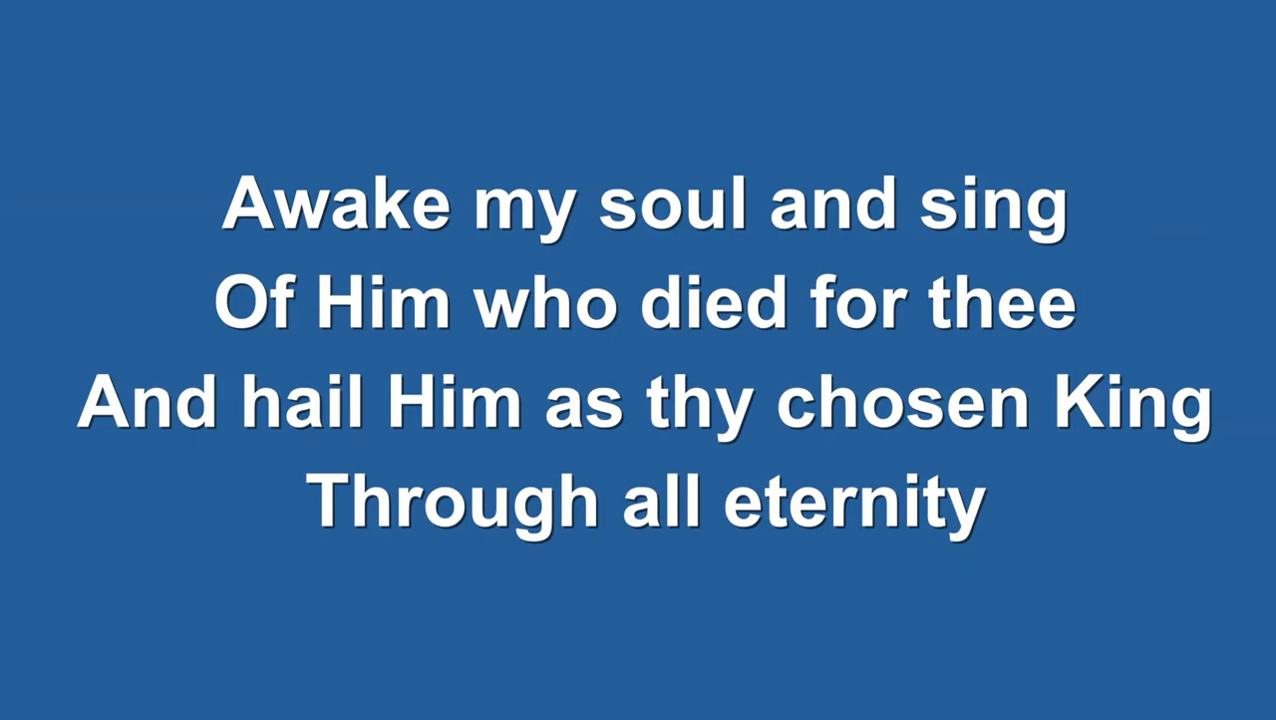 Awake my soul and sing
Of Him who died for thee
And hail Him as thy chosen King
Through all eternity